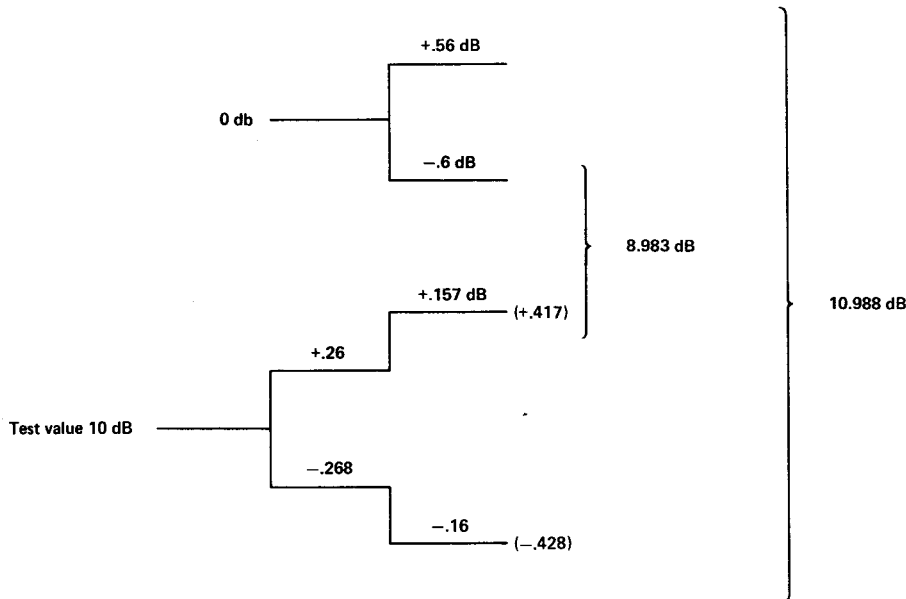 +.56 dB
0 db
−.6 dB
8.983 dB
+.157 dB
(+.417)
10.988 dB
+.26
Test value 10 dB
−.268
−.16
(−.428)